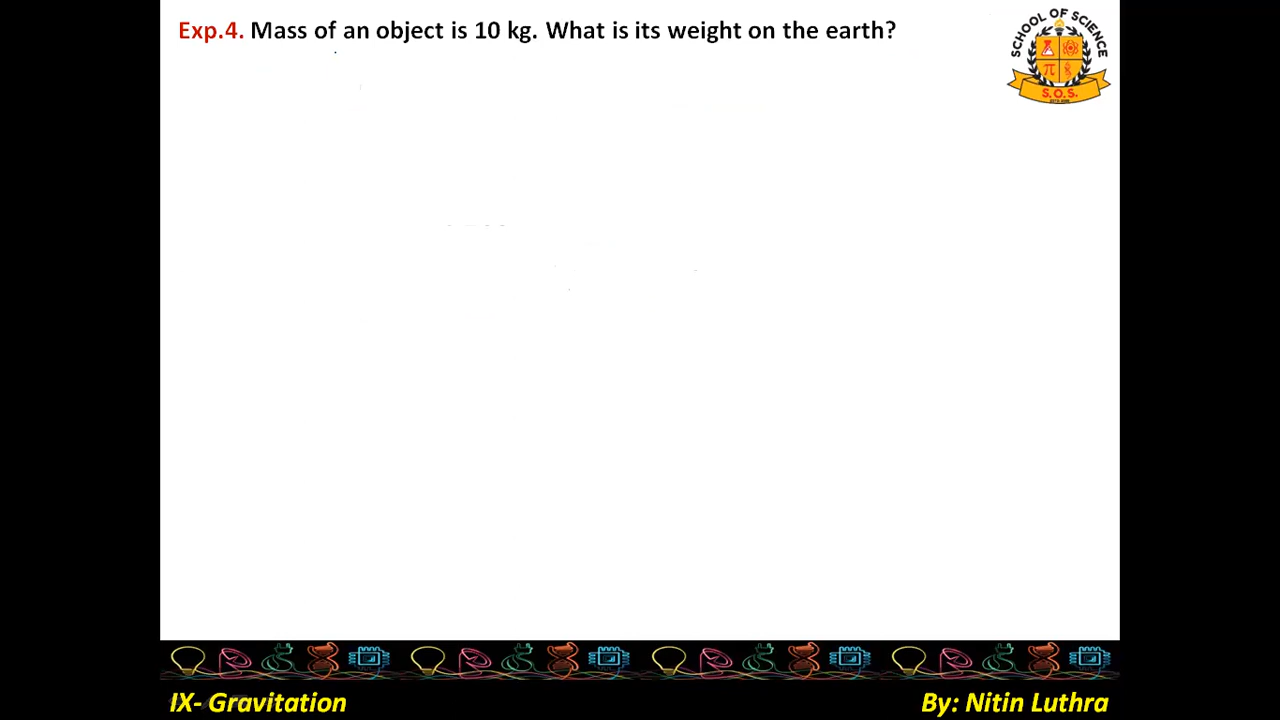 Exp.4. Mass of an object is 10 kg. What is its weight on the earth?
SCHOOL OF SCIENCE
π
S.O.S.
IX- Gravitation
By: Nitin Luthra